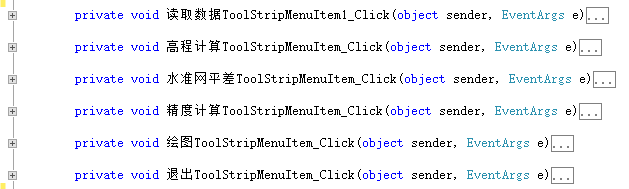 private void 读取数据ToolStripMenuItem1_Click(object sender, EventArgs e)...
private void 高程计算ToolStripMenuItem_Click(object sender, EventArgs e)...
private void 水准网平差ToolStripMenuItem_Click(object sender, EventArgs e)...
private void 精度计算ToolStripMenuItem_Click(object sender, EventArgs e)...
private void 绘图ToolStripMenuItem_Click(object sender, EventArgs e)...
private void 退出ToolStripMenuItem_Click(object sender, EventArgs e)...